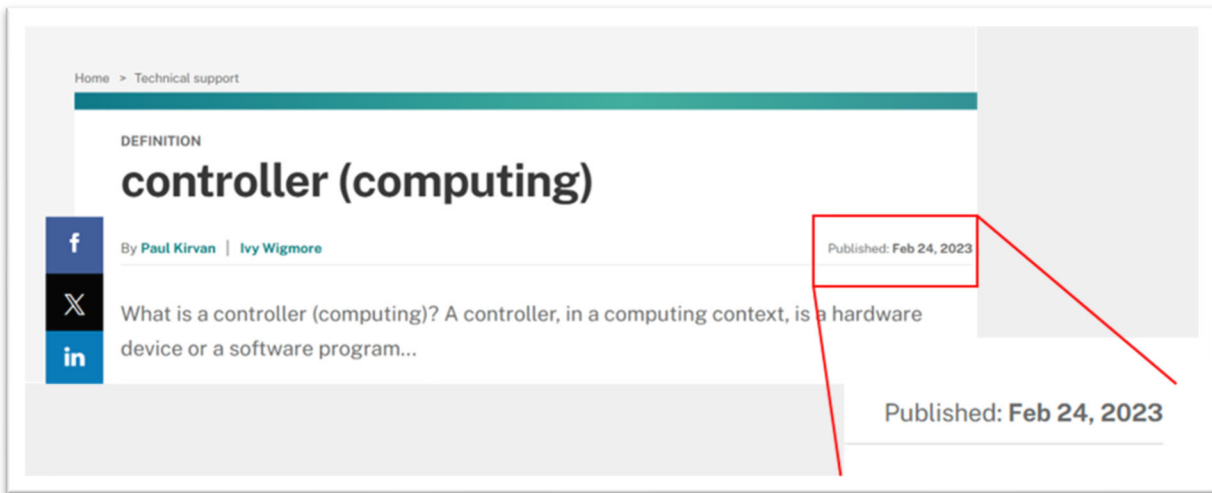 Home > Technical support
DEFINITION
controller (computing)
f
By Paul Kirvan | Ivy Wigmore
Published: Feb 24, 2023
X
What is a controller (computing)? A controller, in a computing context, is a hardware
device or a software program...
in
Published: Feb 24, 2023